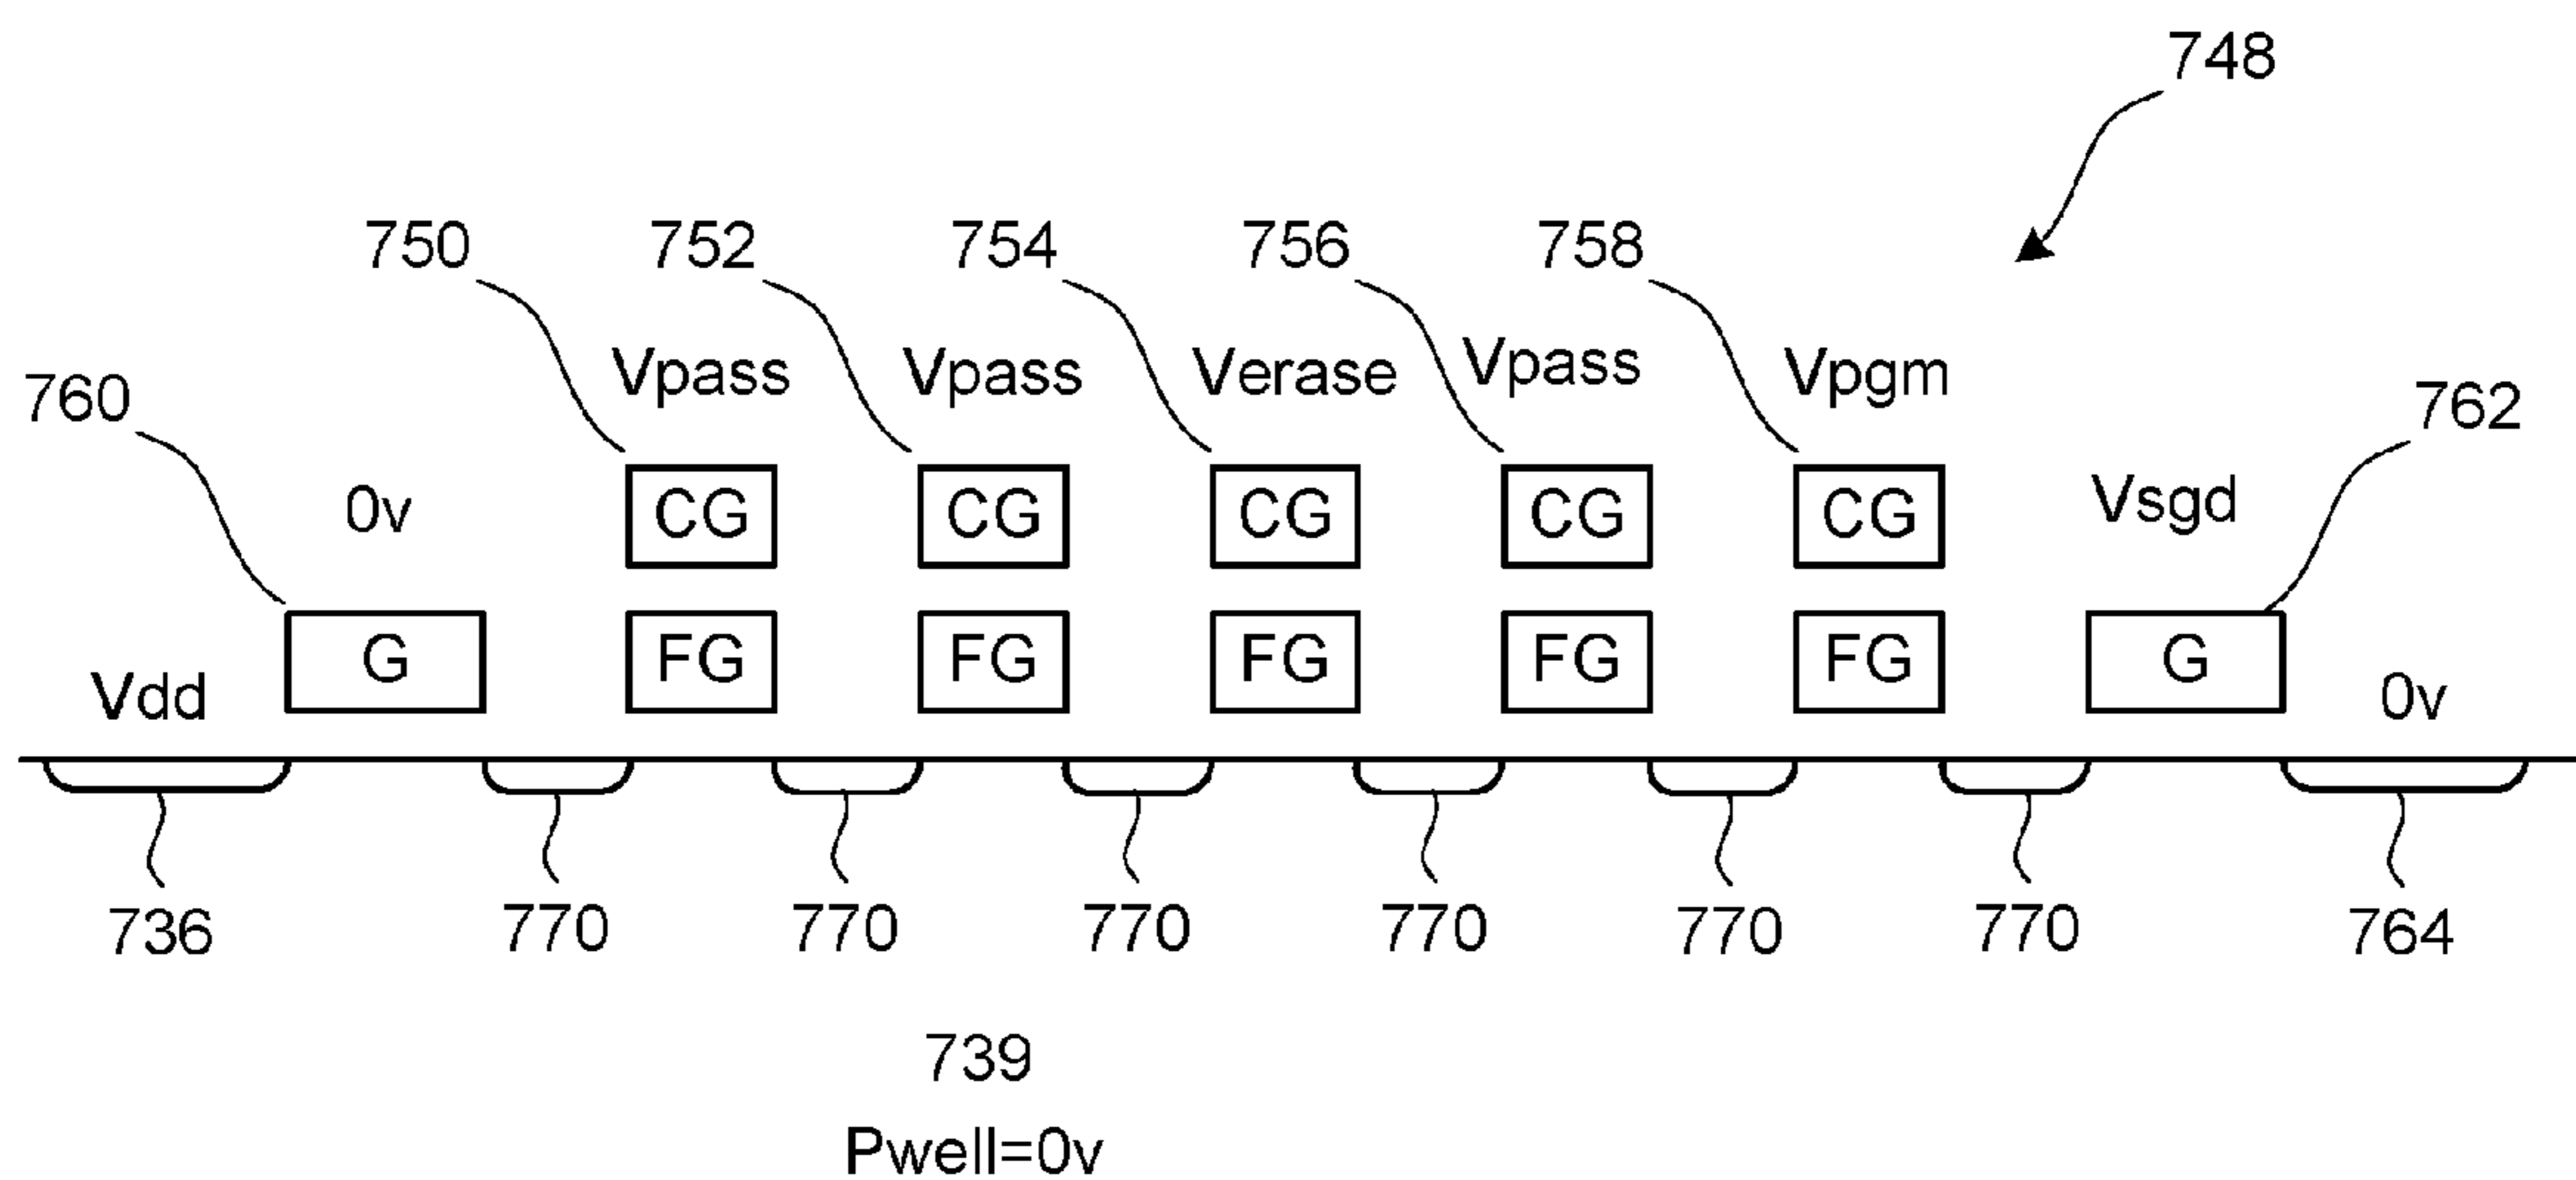 748
750 752 754 756 758
Vpass Vpass Verase Vpass Vpgm
760 762
0v CG CG CG CG CG Vsgd
G FG FG FG FG FG G
Vdd 0v
736 770 770 770 770 770 770 764
739
Pwell=0v